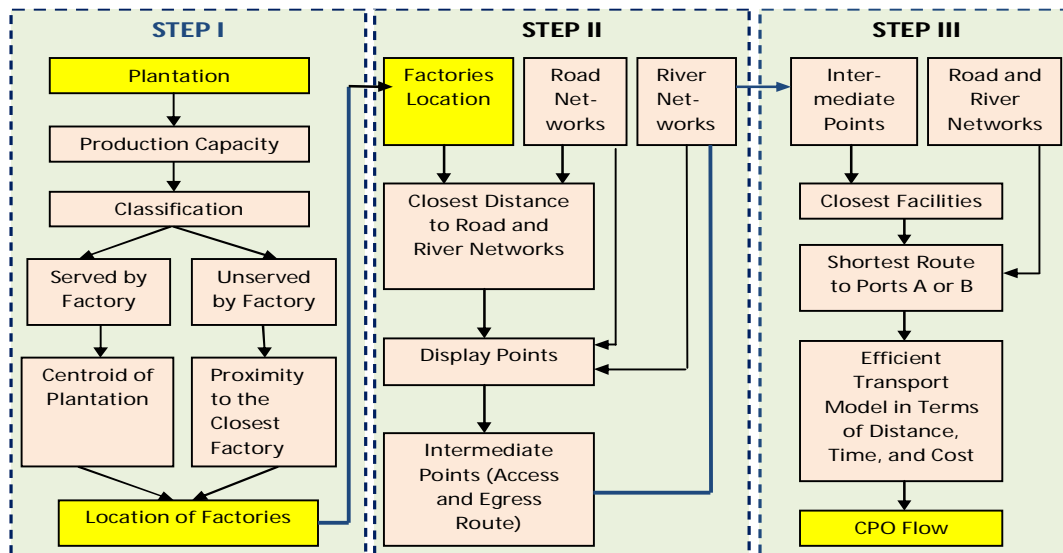 STEP I
Plantation
Production Capacity
Classification
Served by
Factory
Unserved
by Factory
Centroid of
Plantation
Proximity
to the
Closest
Factory
Location of Factories
STEP II
Factories
Location
Road
Net-
works
River
Net-
works
Closest Distance
to Road and
River Networks
Display Points
Intermediate
Points (Access
and Egress
Route)
STEP III
Inter-
mediate
Points
Road and
River
Networks
Closest Facilities
Shortest Route
to Ports A or B
Efficient
Transport
Model in Terms
of Distance,
Time, and Cost
CPO Flow